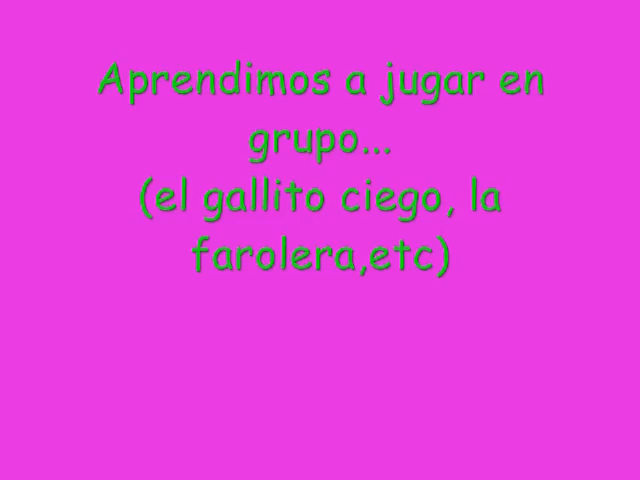 Aprendimos a jugar en
grupo...
(el gallito ciego, la
farolera,etc)